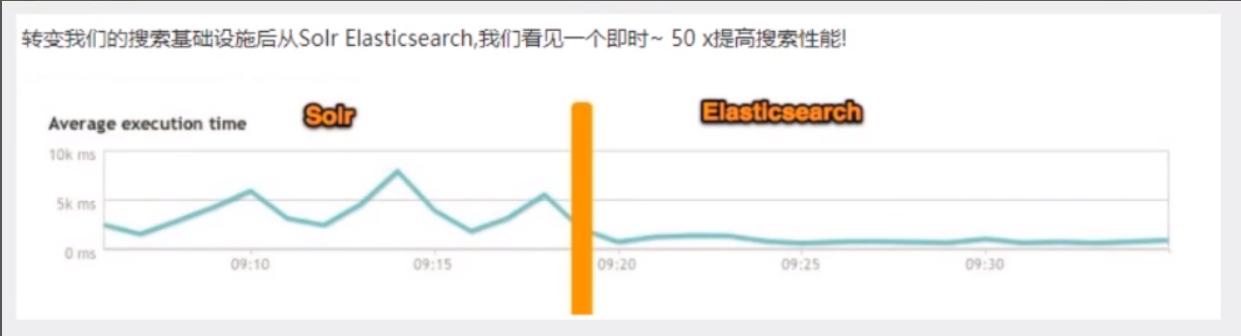 转变我们的搜索基础设施后从Solr Elasticsearch,我们看见一个即时~ 50 x提高搜索性能!
Solr
Elasticsearch
Average execution time
10k ms
5k ms
0 ms
09:10
09:15
09:20
09:25
09:30